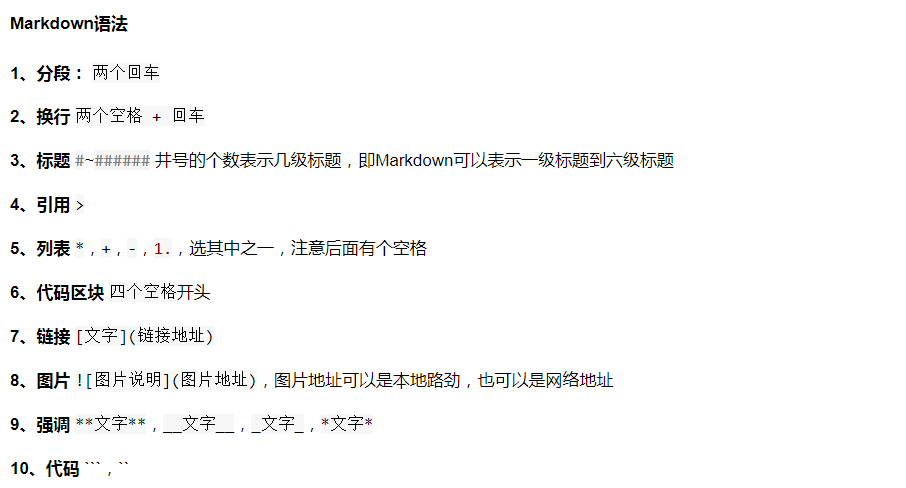 Markdown语法
1、分段： 两个回车
2、换行 两个空格 + 回车
3、标题 #~###### 井号的个数表示几级标题，即Markdown可以表示一级标题到六级标题
4、引用 >
5、列表 *，+，-，1.，选其中之一，注意后面有个空格
6、代码区块 四个空格开头
7、链接 [文字](链接地址)
8、图片 ![图片说明](图片地址)，图片地址可以是本地路劲，也可以是网络地址
9、强调 **文字**，__文字__，_文字_，*文字*
10、代码 ```，``